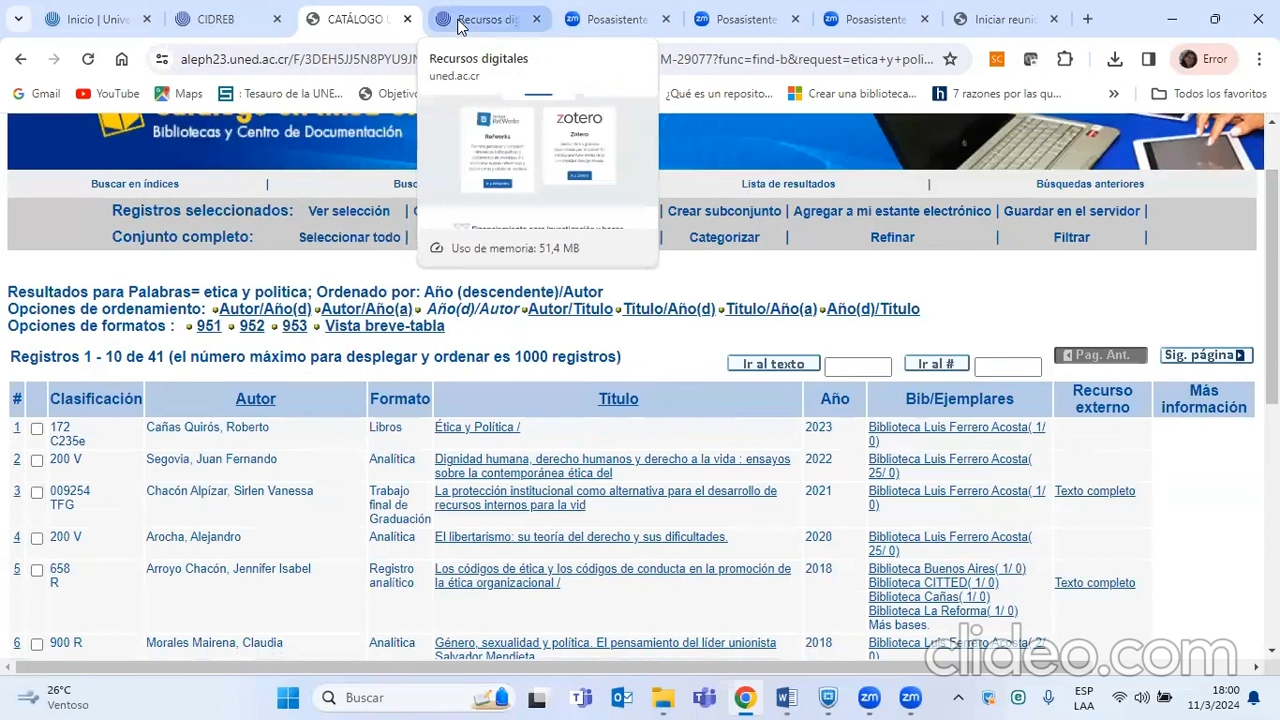 Inicio | Unive
CIDREB
CATÁLOGO
Recursos dig
Posasistente
Posasistente
Posasistente
Iniciar reuni
aleph23.uned.ac.cr/F/3DEH5JJ5N8PYU9JN
M-29077?func=find-b&request=etica+y+politic
Error
Gmail
YouTube
Maps
Tesauro de la UNE...
Objetivo
¿Qué es un reposito...
Crear una biblioteca...
7 razones por las qu...
»
Todos los favoritos
Recursos digitales
uned.ac.cr
RefWorks
RefWorks
zotero
Zotero
Ir a Zotero
Uso de memoria: 51,4 MB
Bibliotecas y Centro de Documentación
Buscar en índices |
Lista de resultados | Búsquedas anteriores
Registros seleccionados: Ver selección |
| Crear subconjunto | Agregar a mi estante electrónico | Guardar en el servidor |
Conjunto completo: Seleccionar todo |
| Categorizar | Refinar | Filtrar |
Resultados para Palabras= etica y politica; Ordenado por: Año (descendente)/Autor
Opciones de ordenamiento: Autor/Año(d) Autor/Año(a) Año(d)/Autor Autor/Título Título/Año(d) Título/Año(a) Año(d)/Título
Opciones de formatos : 951 952 953 Vista breve-tabla
Registros 1 - 10 de 41 (el número máximo para desplegar y ordenar es 1000 registros)
Ir al texto
Ir al #
Pag. Ant.
Sig. página
# Clasificación Autor Formato Título Año Bib/Ejemplares Recurso externo Más información
1 172 Cañas Quirós, Roberto Libros Ética y Política / 2023 Biblioteca Luis Ferrero Acosta( 1/
C235e 0)
2 200 V Segovia, Juan Fernando Analítica Dignidad humana, derecho humanos y derecho a la vida : ensayos 2022 Biblioteca Luis Ferrero Acosta(
sobre la contemporánea ética del 25/ 0)
3 009254 Chacón Alpízar, Sirlen Vanessa Trabajo La protección institucional como alternativa para el desarrollo de 2021 Biblioteca Luis Ferrero Acosta( 1/ Texto completo
TFG final de recursos internos para la vid 0)
Graduación
4 200 V Arocha, Alejandro Analítica El libertarismo: su teoría del derecho y sus dificultades. 2020 Biblioteca Luis Ferrero Acosta(
25/ 0)
5 658 Arroyo Chacón, Jennifer Isabel Registro Los códigos de ética y los códigos de conducta en la promoción de 2018 Biblioteca Buenos Aires( 1/ 0)
R analítico la ética organizacional / Biblioteca CITTED( 1/ 0) Texto completo
Biblioteca Cañas( 1/ 0)
Biblioteca La Reforma( 1/ 0)
Más bases.
6 900 R Morales Mairena, Claudia Analítica Género, sexualidad y política. El pensamiento del líder unionista 2018 Biblioteca Luis Ferrero Acosta( 2/
Salvador Mendieta 0)
clideo.com
26°C
Ventoso
Buscar
ESP
LAA
18:00
11/3/2024